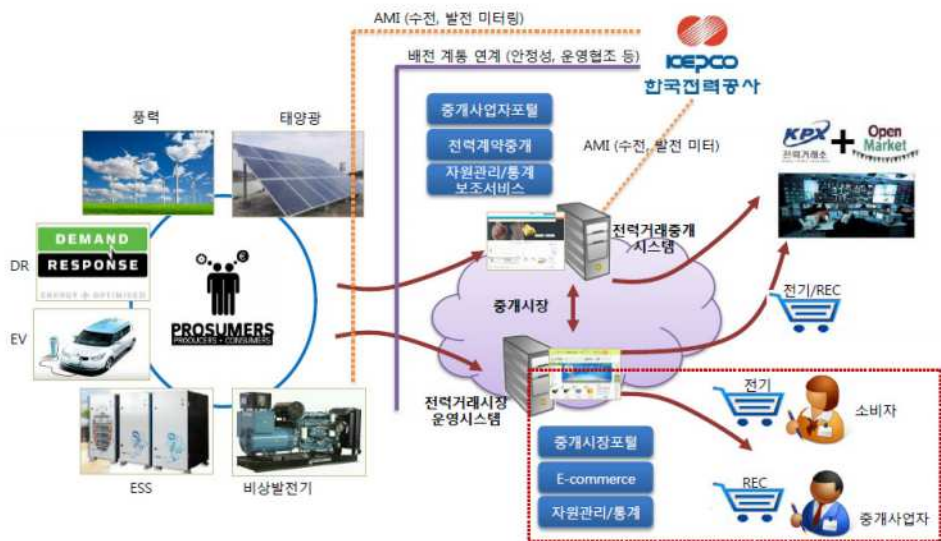 AMI (수전, 발전 미터링)
배전 계통 연계 (안정성, 운영협조 등)
KEPCO
한국전력공사
중개사업자포털
전력계약중개
자원관리/통계
보조서비스
AMI (수전, 발전 미터)
KPX
전력거래소
+
Open
Market
풍력
태양광
DR
DEMAND
RESPONSE
ENERGY OPTIMISED
EV
PROSUMERS
PRODUCERS + CONSUMERS
ESS
비상발전기
전력거래중개
시스템
중개시장
전력거래시장
운영시스템
전기/REC
중개시장포털
E-commerce
자원관리/통계
전기
소비자
REC
중개사업자